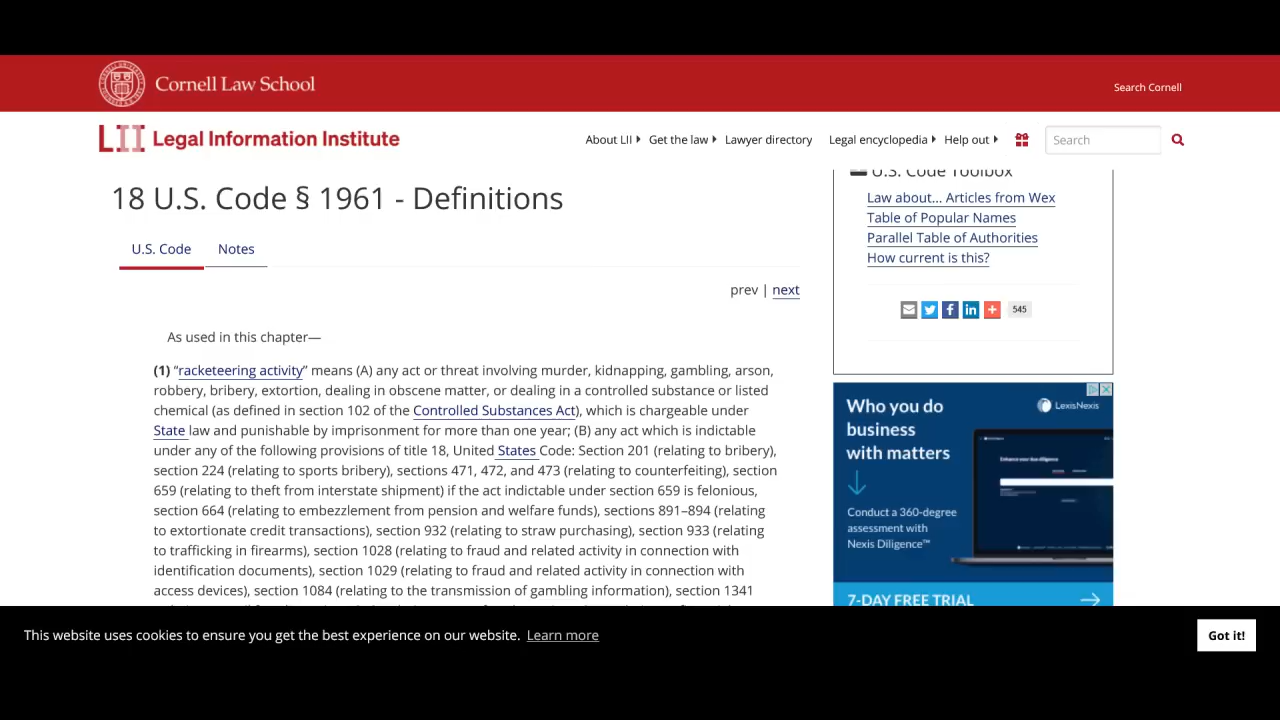 Cornell Law School
Search Cornell
LII Legal Information Institute
About LII
Get the law
Lawyer directory
Legal encyclopedia
Help out
Search
18 U.S. Code § 1961 - Definitions
U.S. Code
Notes
prev | next
As used in this chapter—
(1) “racketeering activity” means (A) any act or threat involving murder, kidnapping, gambling, arson,
robbery, bribery, extortion, dealing in obscene matter, or dealing in a controlled substance or listed
chemical (as defined in section 102 of the Controlled Substances Act), which is chargeable under
State law and punishable by imprisonment for more than one year; (B) any act which is indictable
under any of the following provisions of title 18, United States Code: Section 201 (relating to bribery),
section 224 (relating to sports bribery), sections 471, 472, and 473 (relating to counterfeiting), section
659 (relating to theft from interstate shipment) if the act indictable under section 659 is felonious,
section 664 (relating to embezzlement from pension and welfare funds), sections 891–894 (relating
to extortionate credit transactions), section 932 (relating to straw purchasing), section 933 (relating
to trafficking in firearms), section 1028 (relating to fraud and related activity in connection with
identification documents), section 1029 (relating to fraud and related activity in connection with
access devices), section 1084 (relating to the transmission of gambling information), section 1341
U.S. Code Toolbox
Law about... Articles from Wex
Table of Popular Names
Parallel Table of Authorities
How current is this?
545
Who you do
business
with matters
LexisNexis
Conduct a 360-degree
assessment with
Nexis Diligence™
7-DAY FREE TRIAL
This website uses cookies to ensure you get the best experience on our website. Learn more
Got it!